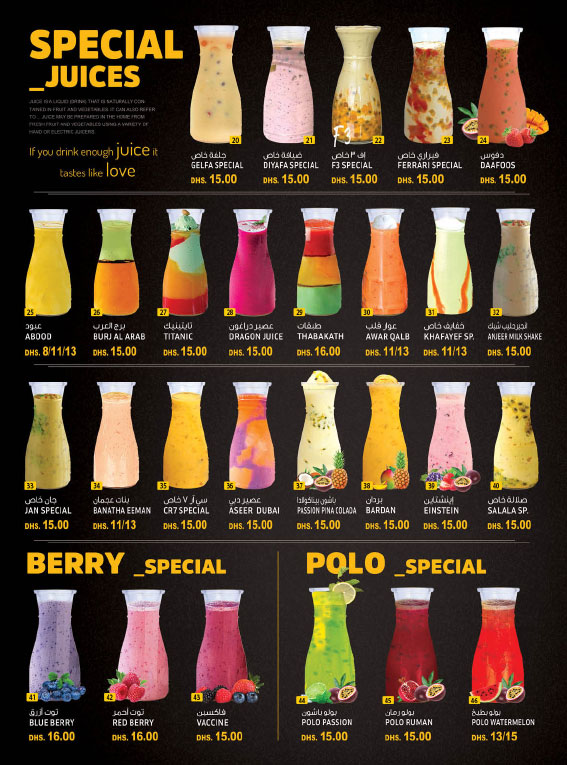 SPECIAL
_JUICES
JUICE IS A LIQUID (DRINK) THAT IS NATURALLY CON-
TAINED IN FRUIT AND VEGETABLES. IT CAN ALSO REFER
TO... JUICE MAY BE PREPARED IN THE HOME FROM
FRESH FRUIT AND VEGETABLES USING A VARIETY OF
HAND OR ELECTRIC JUICERS.
If you drink enough juice it
tastes like love
20
جلفة خاص
GELFA SPECIAL
DHS. 15.00
21
ضيافة خاص
DIYAFA SPECIAL
DHS. 15.00
F3
22
اف ٣ خاص
F3 SPECIAL
DHS. 15.00
23
فيراري خاص
FERRARI SPECIAL
DHS. 15.00
24
دفوس
DAAFOOS
DHS. 15.00
25
عبود
ABOOD
DHS. 8/11/13
26
برج العرب
BURJ AL ARAB
DHS. 15.00
27
تايتينيك
TITANIC
DHS. 15.00
28
عصير دراغون
DRAGON JUICE
DHS. 15.00
29
طبقات
THABAKATH
DHS. 16.00
30
عوار قلب
AWAR QALB
DHS. 11/13
31
خفايف خاص
KHAFAYEF SP.
DHS. 11/13
32
انجير حليب شيك
ANJEER MILK SHAKE
DHS. 15.00
33
جان خاص
JAN SPECIAL
DHS. 15.00
34
بنات عجمان
BANATHA EEMAN
DHS. 11/13
35
سي آر ٧ خاص
CR7 SPECIAL
DHS. 15.00
36
عصير دبي
ASEER DUBAI
DHS. 15.00
37
باشون بيناكولادا
PASSION PINA COLADA
DHS. 15.00
38
بردان
BARDAN
DHS. 15.00
39
إينشتاين
EINSTEIN
DHS. 15.00
40
صلالة خاص
SALALA SP.
DHS. 15.00
BERRY _SPECIAL
41
توت أزرق
BLUE BERRY
DHS. 16.00
42
توت أحمر
RED BERRY
DHS. 16.00
43
فاكسين
VACCINE
DHS. 15.00
POLO _SPECIAL
44
بولو باشون
POLO PASSION
DHS. 15.00
45
بولو رمان
POLO RUMAN
DHS. 15.00
46
بولو بطيخ
POLO WATERMELON
DHS. 13/15